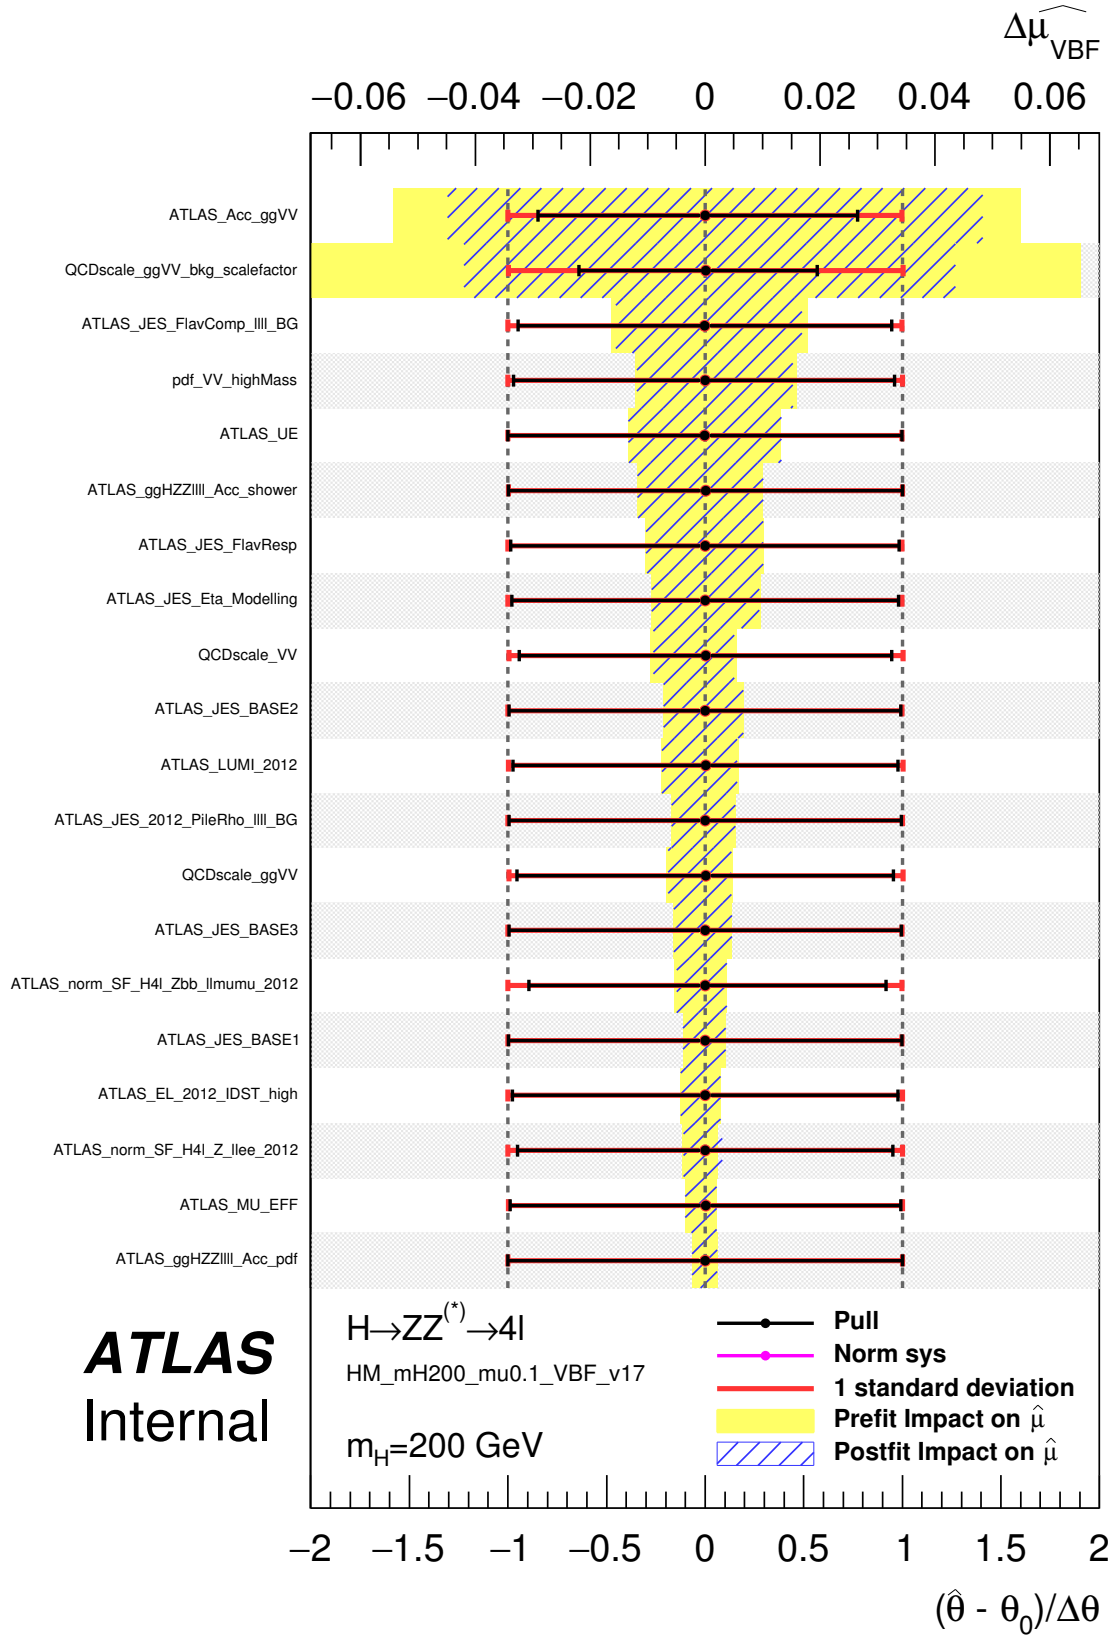 Δμ̂_VBF
−0.06 −0.04 −0.02 0 0.02 0.04 0.06
ATLAS_Acc_ggVV
QCDscale_ggVV_bkg_scalefactor
ATLAS_JES_FlavComp_llll_BG
pdf_VV_highMass
ATLAS_UE
ATLAS_ggHZZllll_Acc_shower
ATLAS_JES_FlavResp
ATLAS_JES_Eta_Modelling
QCDscale_VV
ATLAS_JES_BASE2
ATLAS_LUMI_2012
ATLAS_JES_2012_PileRho_llll_BG
QCDscale_ggVV
ATLAS_JES_BASE3
ATLAS_norm_SF_H4l_Zbb_llmumu_2012
ATLAS_JES_BASE1
ATLAS_EL_2012_IDST_high
ATLAS_norm_SF_H4l_Z_llee_2012
ATLAS_MU_EFF
ATLAS_ggHZZllll_Acc_pdf
ATLAS
Internal
H→ZZ(*)→4l
HM_mH200_mu0.1_VBF_v17
m_H=200 GeV
Pull
Norm sys
1 standard deviation
Prefit Impact on μ̂
Postfit Impact on μ̂
−2 −1.5 −1 −0.5 0 0.5 1 1.5 2
(θ̂ - θ₀)/Δθ